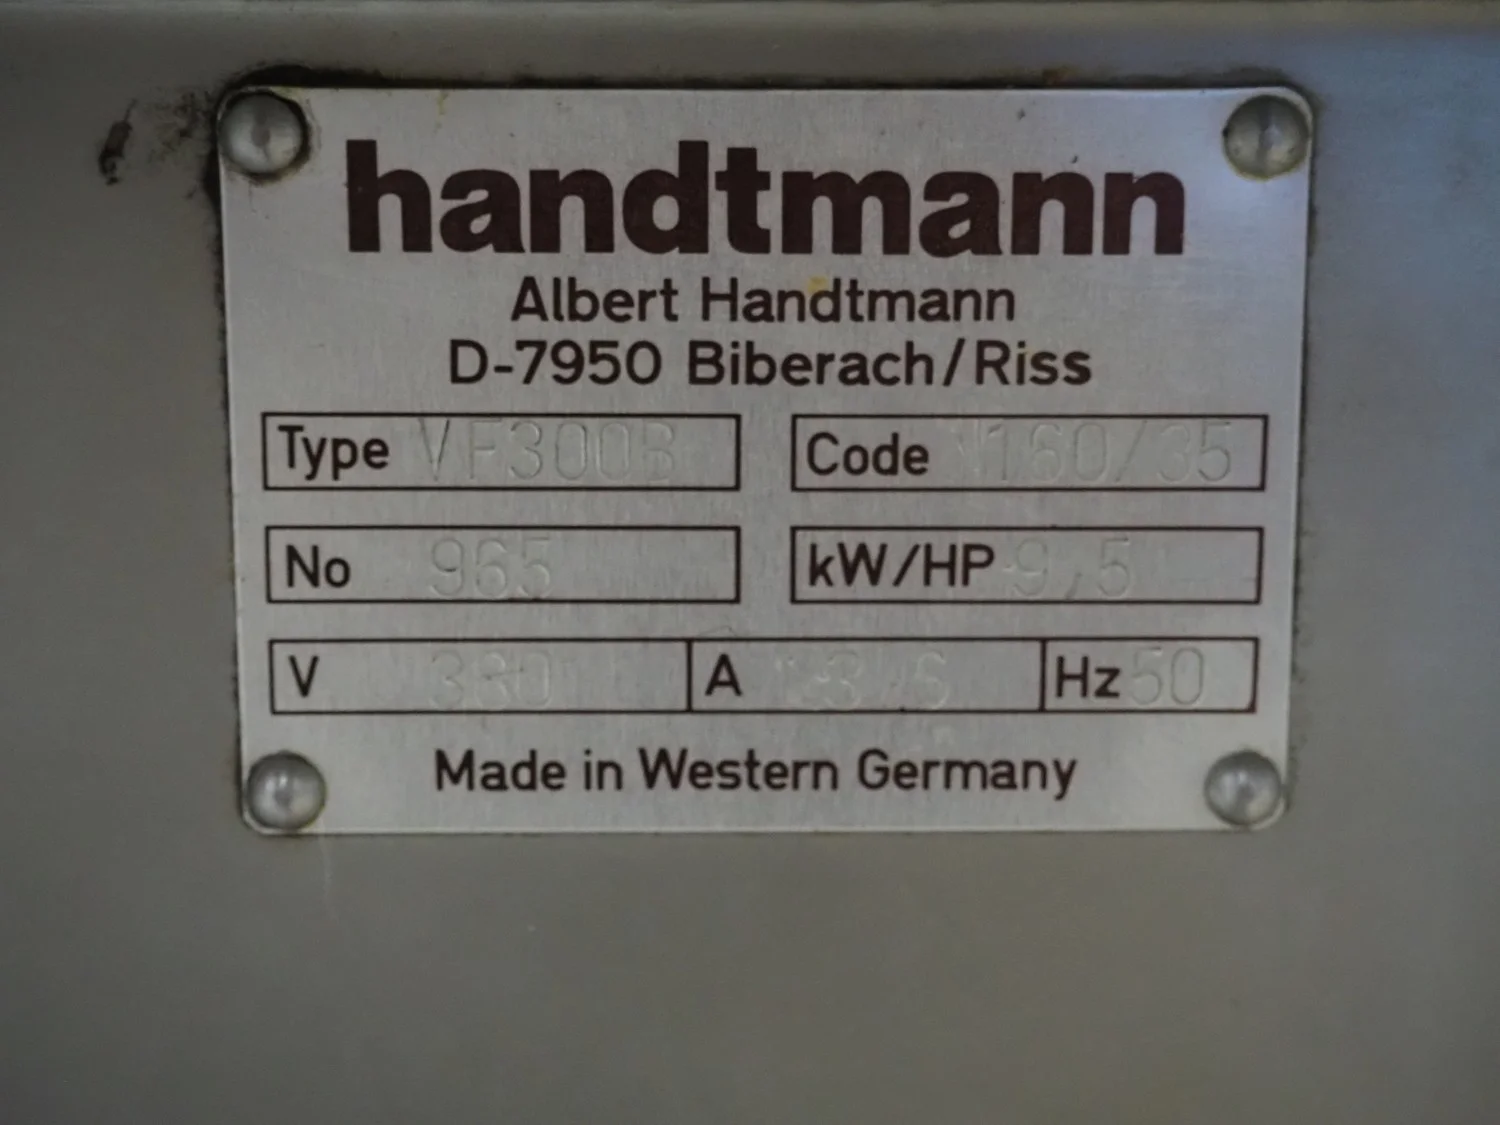 handtmann
Albert Handtmann
D-7950 Biberach/Riss
Type VF300B Code 160/35
No 965 kW/HP 9,5
V 380 A Hz 50
Made in Western Germany